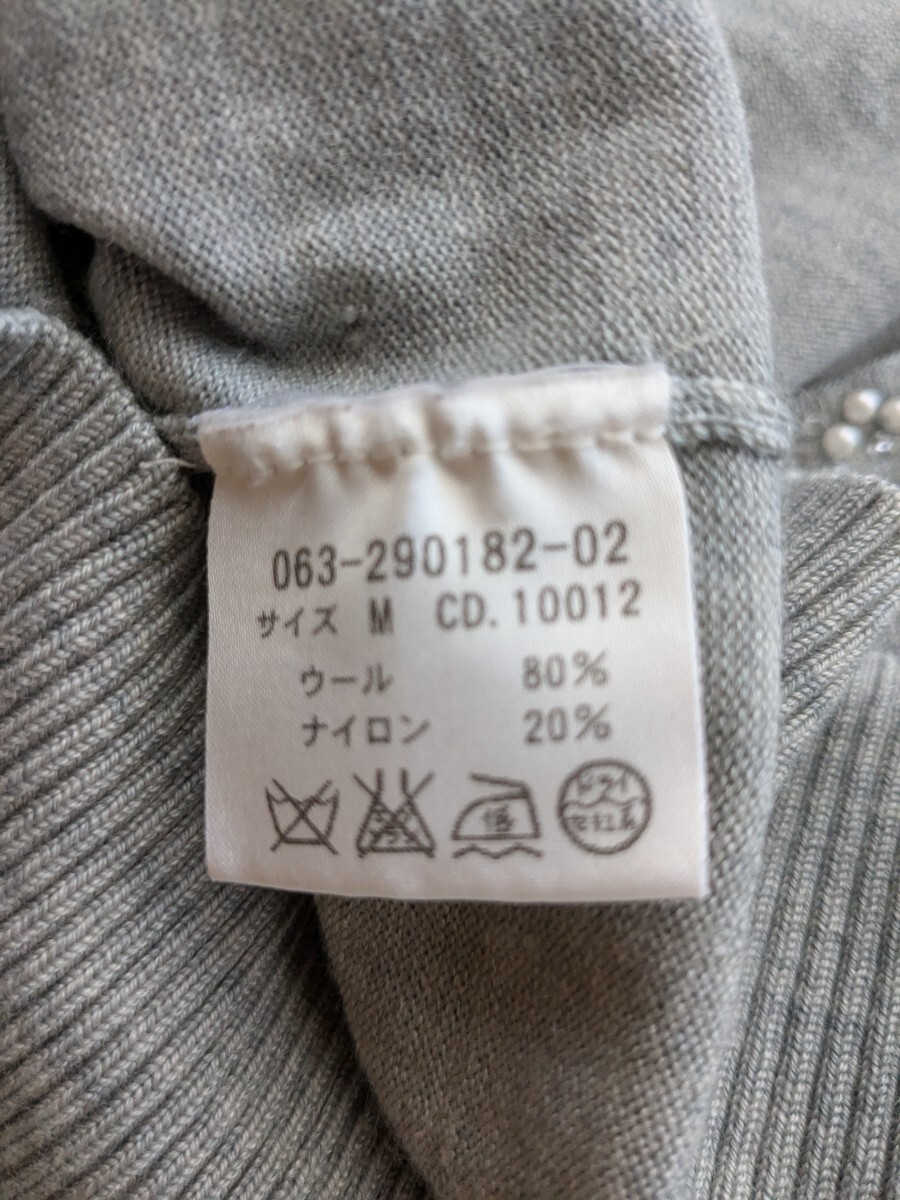 063-290182-02
サイズ M CD.10012
ウール 80%
ナイロン 20%
低
ドライ
セキユ系